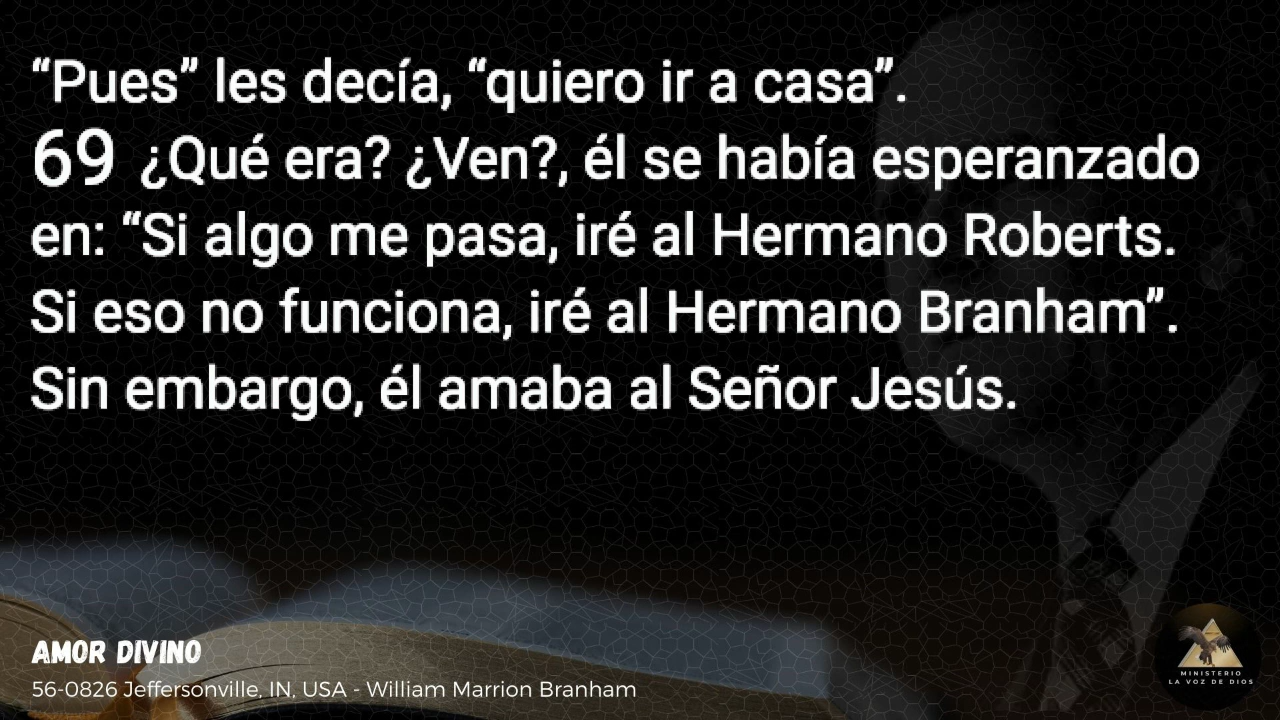 “Pues” les decía, “quiero ir a casa”.
69 ¿Qué era? ¿Ven?, él se había esperanzado
en: “Si algo me pasa, iré al Hermano Roberts.
Si eso no funciona, iré al Hermano Branham”.
Sin embargo, él amaba al Señor Jesús.
AMOR DIVINO
56-0826 Jeffersonville, IN, USA - William Marrion Branham
MINISTERIO
LA VOZ DE DIOS